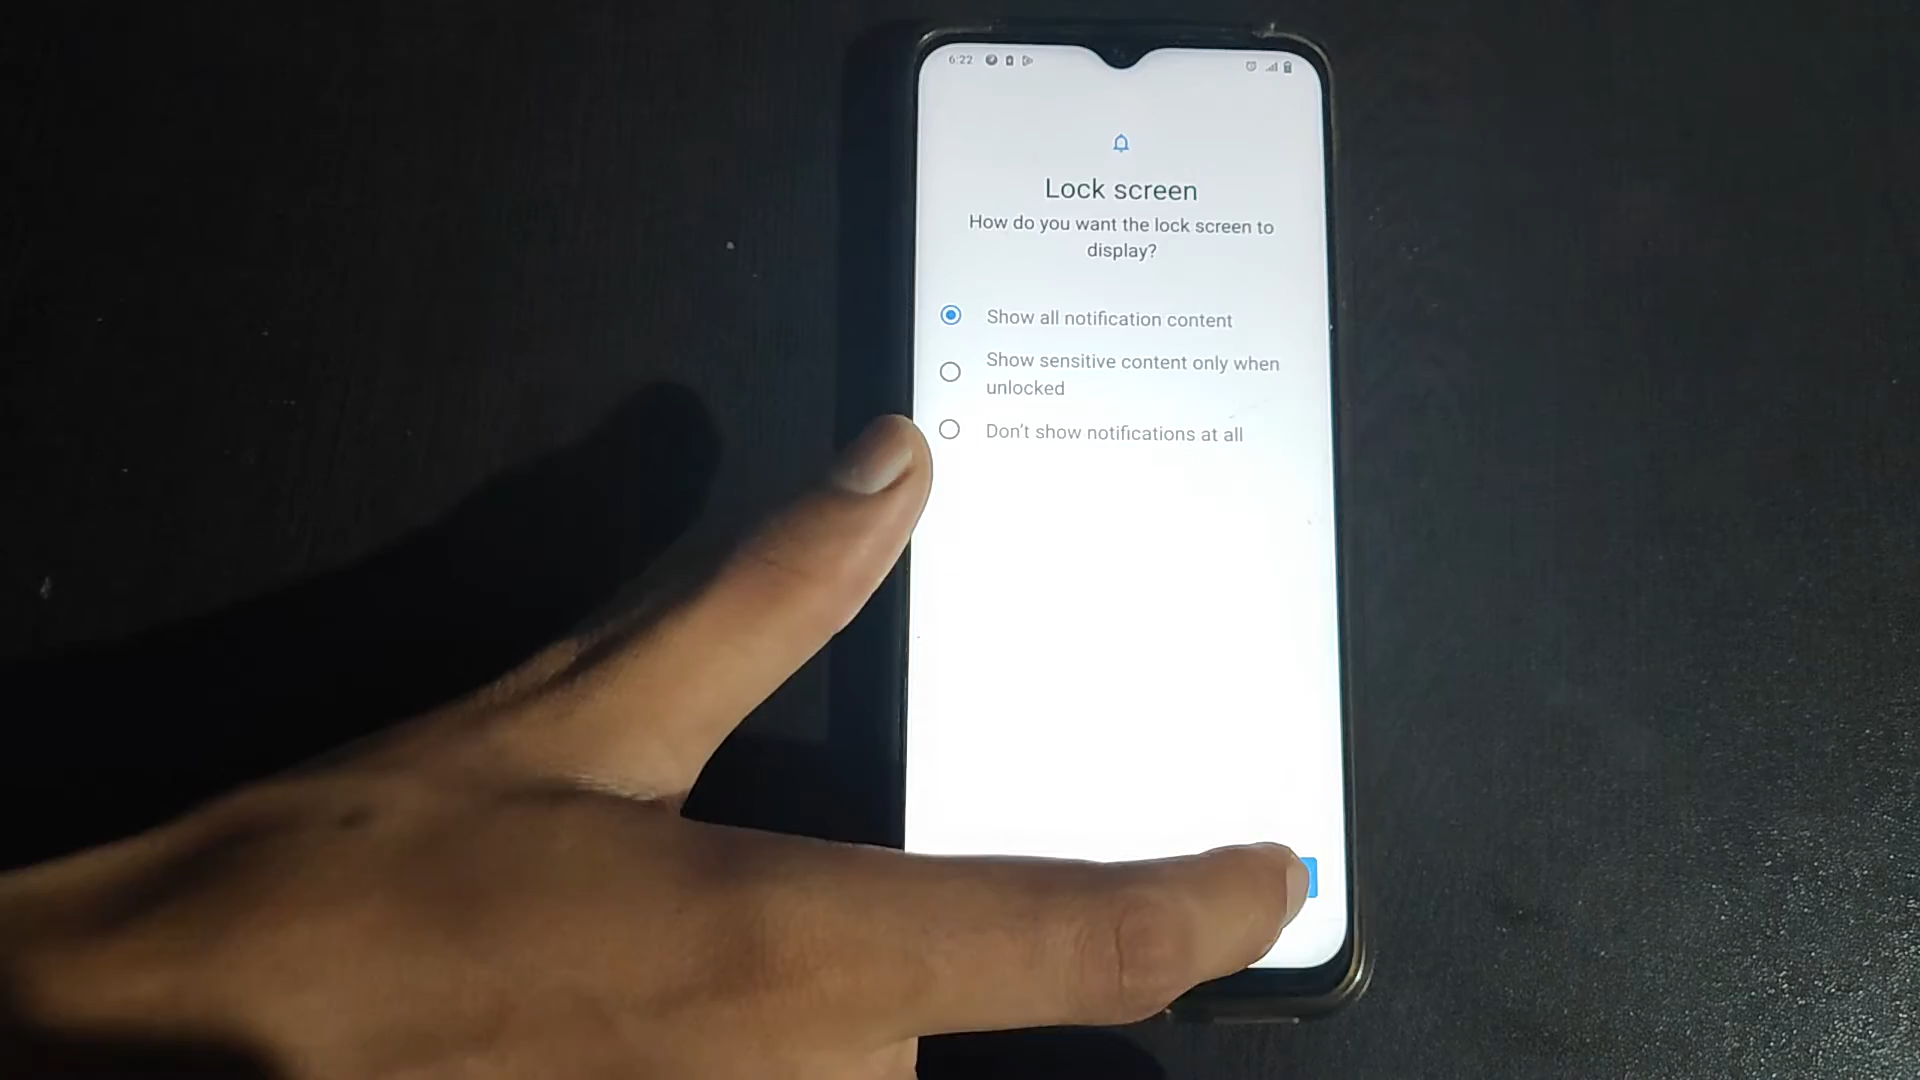 6:22
Lock screen
How do you want the lock screen to
display?
Show all notification content
Show sensitive content only when
unlocked
Don't show notifications at all